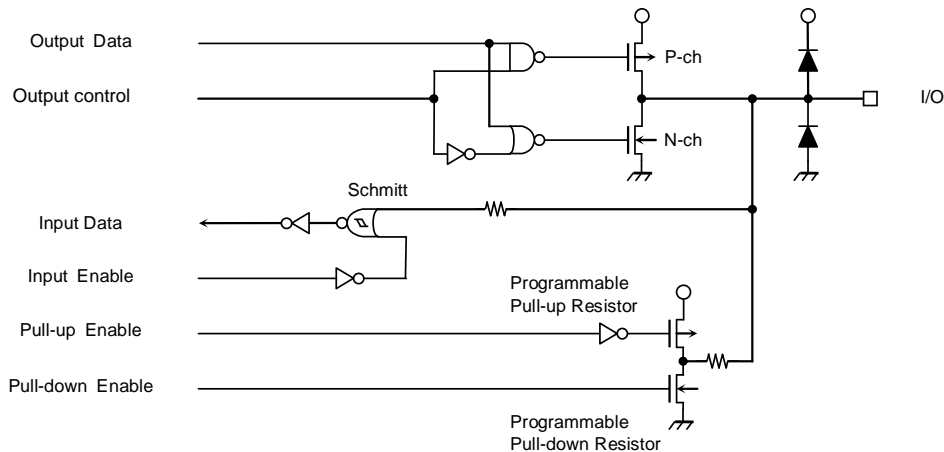 Output Data
P-ch
Output control
I/O
N-ch
Schmitt
Input Data
Input Enable
Programmable
Pull-up Resistor
Pull-up Enable
Pull-down Enable
Programmable
Pull-down Resistor